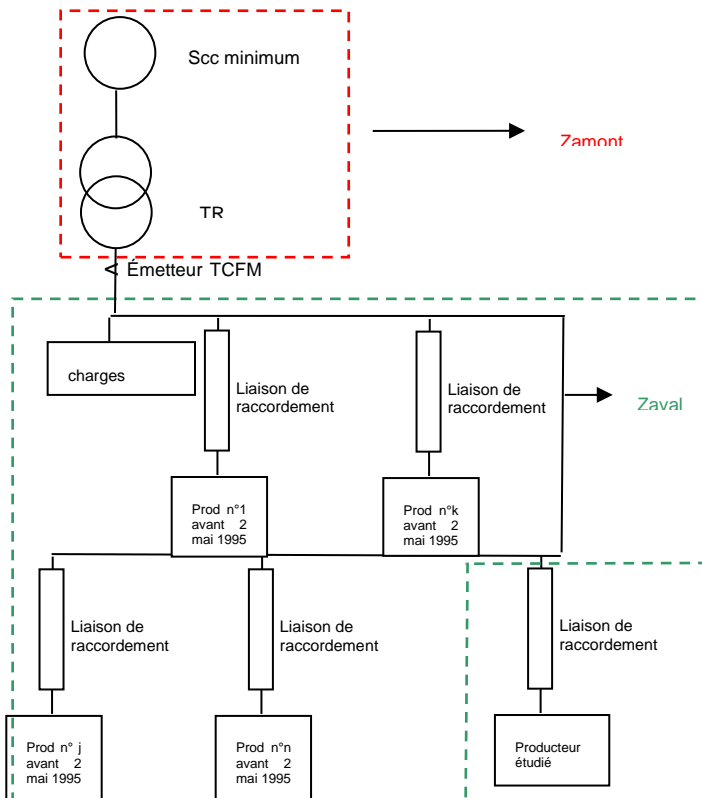 Scc minimum
Zamont
TR
Émetteur TCFM
charges
Liaison de
raccordement
Liaison de
raccordement
Zaval
Prod n°1
avant 2
mai 1995
Prod n°k
avant 2
mai 1995
Liaison de
raccordement
Liaison de
raccordement
Liaison de
raccordement
Prod n° j
avant 2
mai 1995
Prod n°n
avant 2
mai 1995
Producteur
étudié